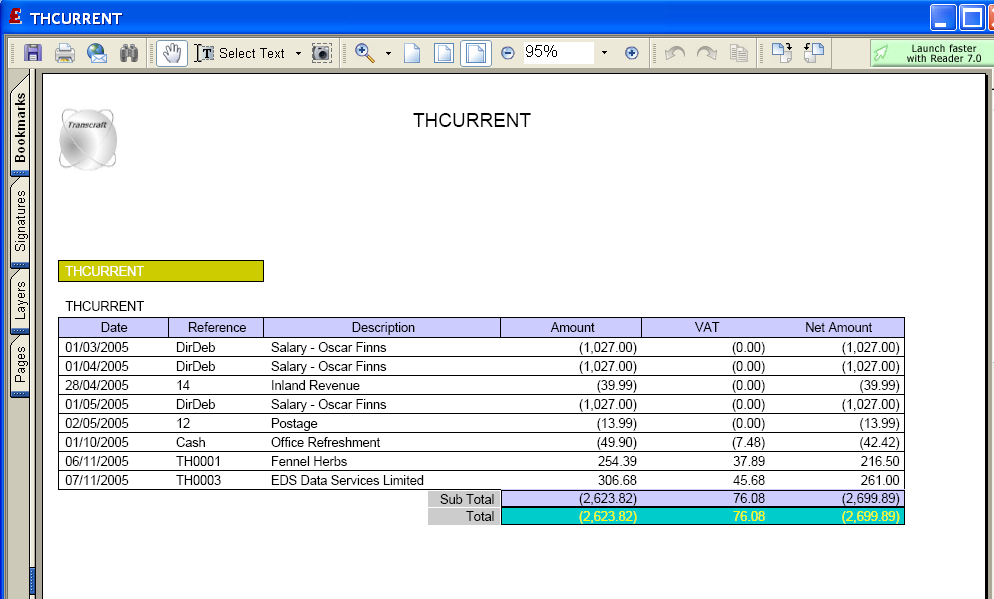 THCURRENT
Select Text 95% Launch faster
with Reader 7.0
Bookmarks
Signatures
Layers
Pages
Transcraft
THCURRENT
THCURRENT
THCURRENT
Date Reference Description Amount VAT Net Amount
01/03/2005 DirDeb Salary - Oscar Finns (1,027.00) (0.00) (1,027.00)
01/04/2005 DirDeb Salary - Oscar Finns (1,027.00) (0.00) (1,027.00)
28/04/2005 14 Inland Revenue (39.99) (0.00) (39.99)
01/05/2005 DirDeb Salary - Oscar Finns (1,027.00) (0.00) (1,027.00)
02/05/2005 12 Postage (13.99) (0.00) (13.99)
01/10/2005 Cash Office Refreshment (49.90) (7.48) (42.42)
06/11/2005 TH0001 Fennel Herbs 254.39 37.89 216.50
07/11/2005 TH0003 EDS Data Services Limited 306.68 45.68 261.00
Sub Total (2,623.82) 76.08 (2,699.89)
Total (2,623.82) 76.08 (2,699.89)